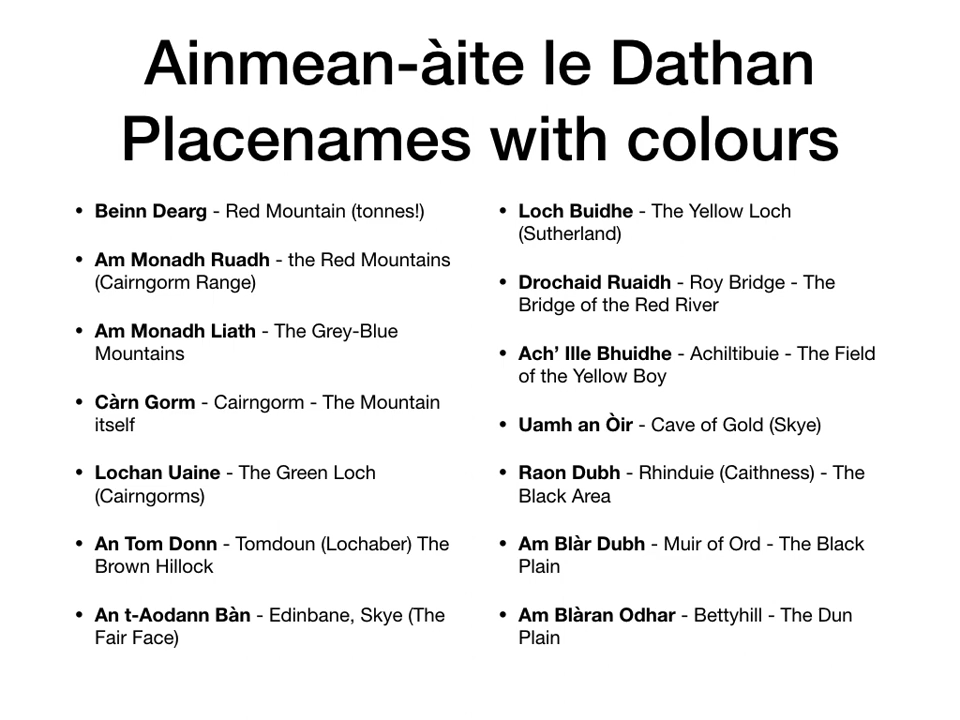 Ainmean-àite le Dathan
Placenames with colours
• Beinn Dearg - Red Mountain (tonnes!)
• Am Monadh Ruadh - the Red Mountains
(Cairngorm Range)
• Am Monadh Liath - The Grey-Blue
Mountains
• Càrn Gorm - Cairngorm - The Mountain
itself
• Lochan Uaine - The Green Loch
(Cairngorms)
• An Tom Donn - Tomdoun (Lochaber) The
Brown Hillock
• An t-Aodann Bàn - Edinbane, Skye (The
Fair Face)
• Loch Buidhe - The Yellow Loch
(Sutherland)
• Drochaid Ruaidh - Roy Bridge - The
Bridge of the Red River
• Ach’ Ille Bhuidhe - Achiltibuie - The Field
of the Yellow Boy
• Uamh an Òir - Cave of Gold (Skye)
• Raon Dubh - Rhinduie (Caithness) - The
Black Area
• Am Blàr Dubh - Muir of Ord - The Black
Plain
• Am Blàran Odhar - Bettyhill - The Dun
Plain